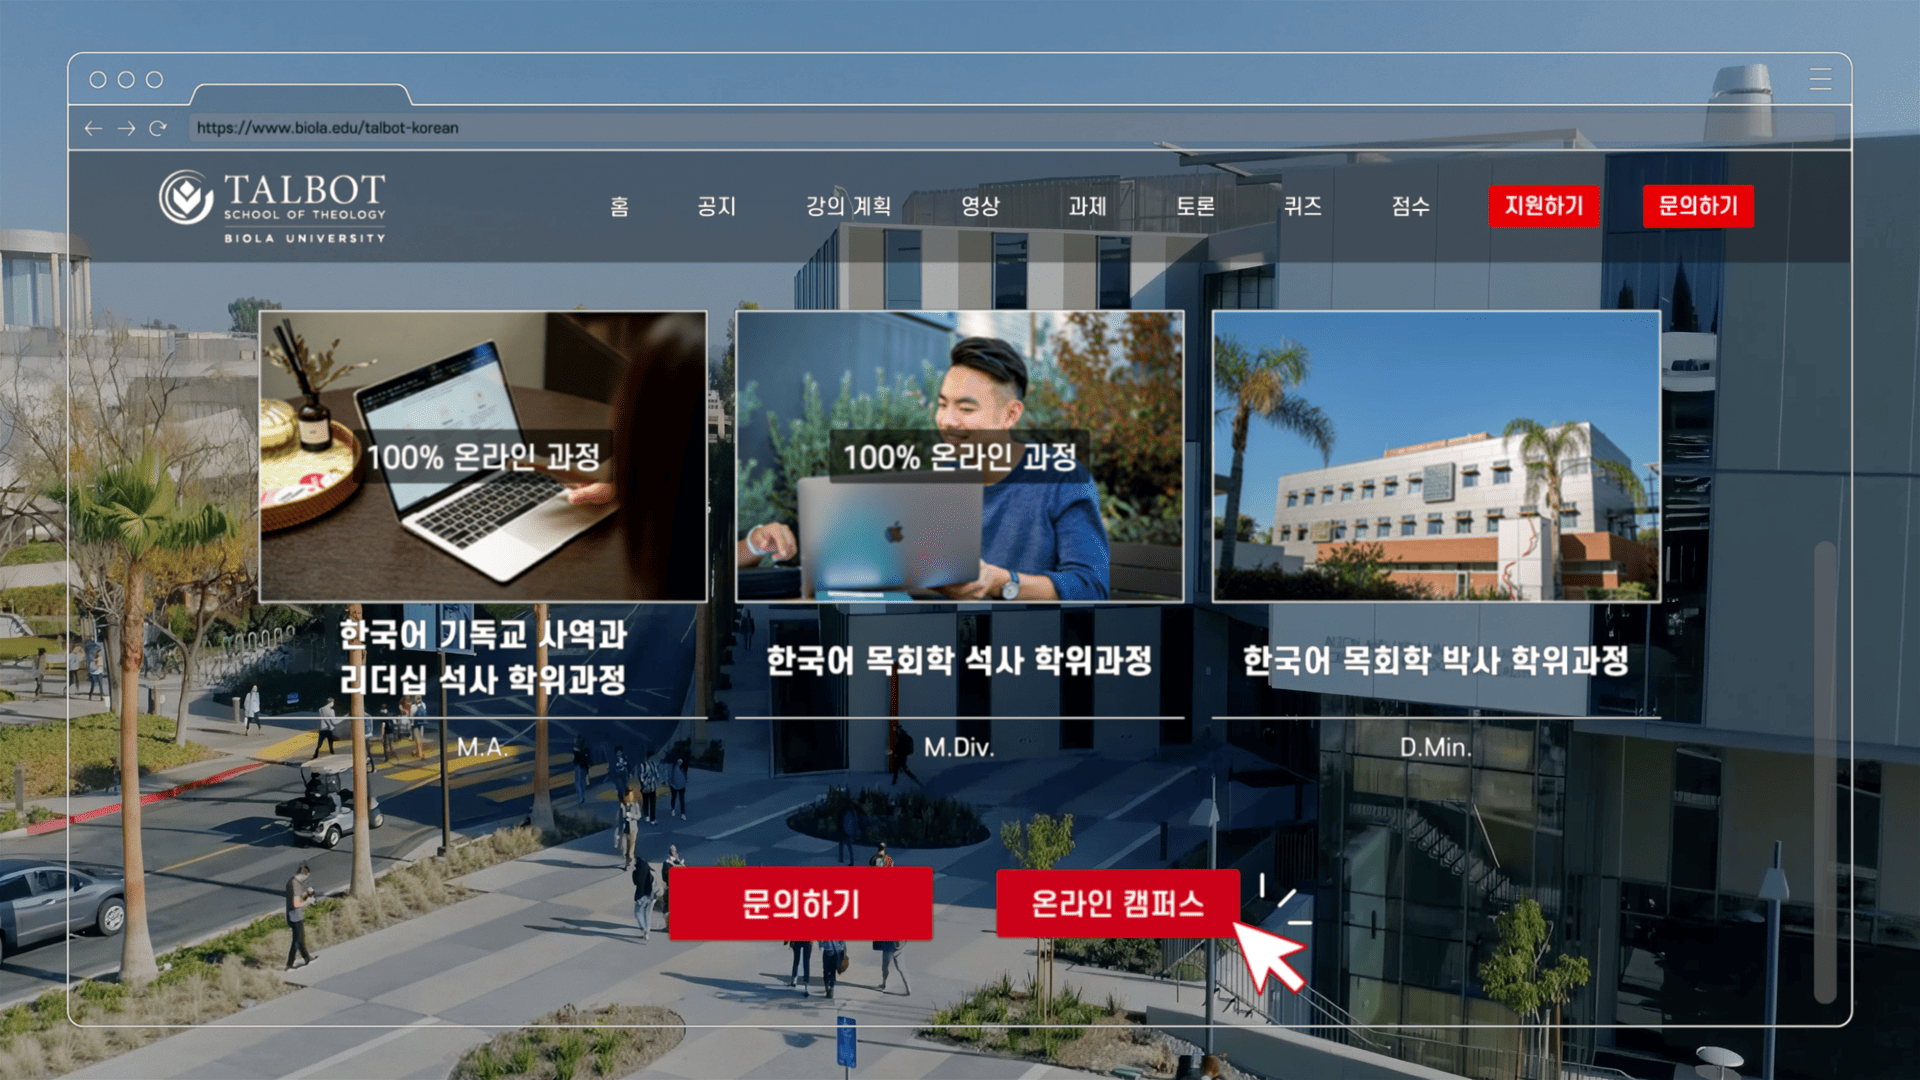 https://www.biola.edu/talbot-korean
TALBOT
SCHOOL OF THEOLOGY
BIOLA UNIVERSITY
홈
공지
강의 계획
영상
과제
토론
퀴즈
점수
지원하기
문의하기
100% 온라인 과정
100% 온라인 과정
한국어 기독교 사역과
리더십 석사 학위과정
한국어 목회학 석사 학위과정
한국어 목회학 박사 학위과정
M.A.
M.Div.
D.Min.
문의하기
온라인 캠퍼스